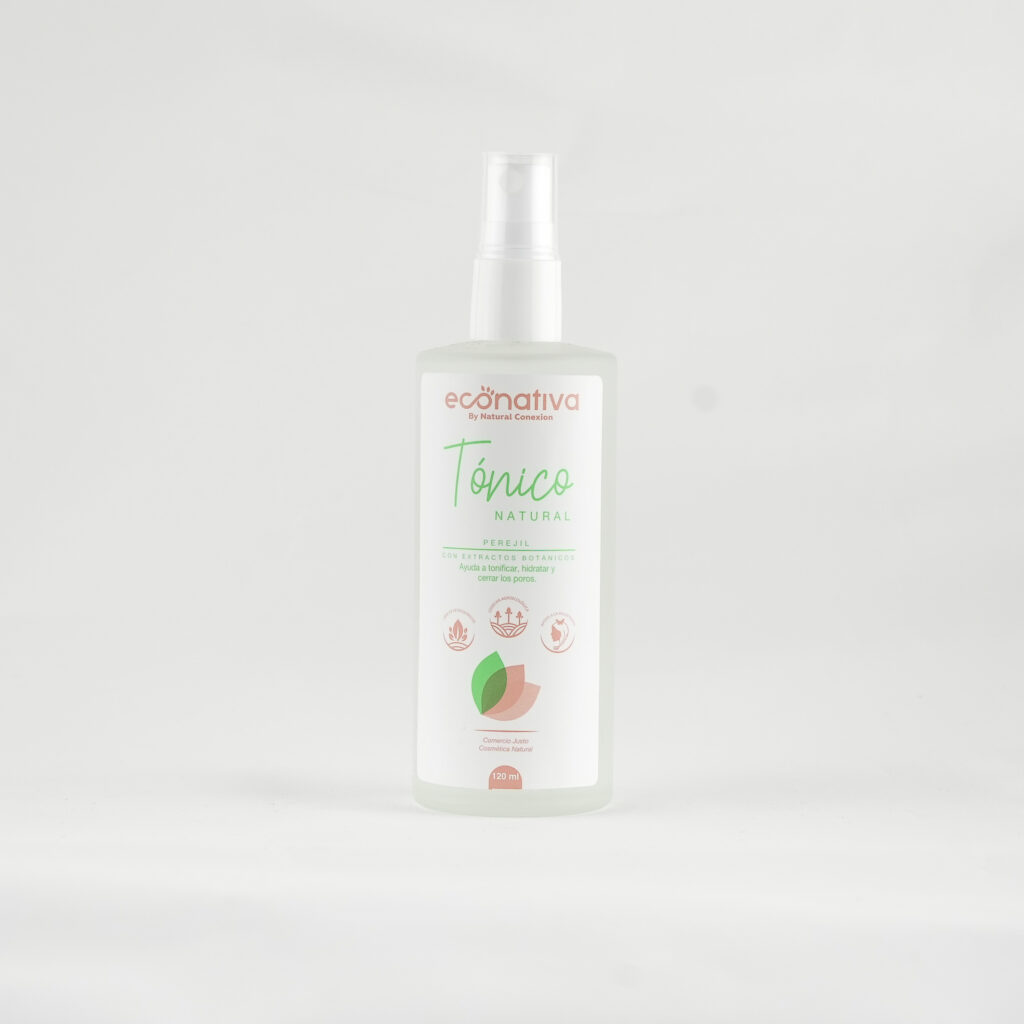 econativa
By Natural Conexion
Tónico
NATURAL
PEREJIL
CON EXTRACTOS BOTÁNICOS
Ayuda a tonificar, hidratar y
cerrar los poros.
Comercio Justo
Cosmética Natural
120 ml